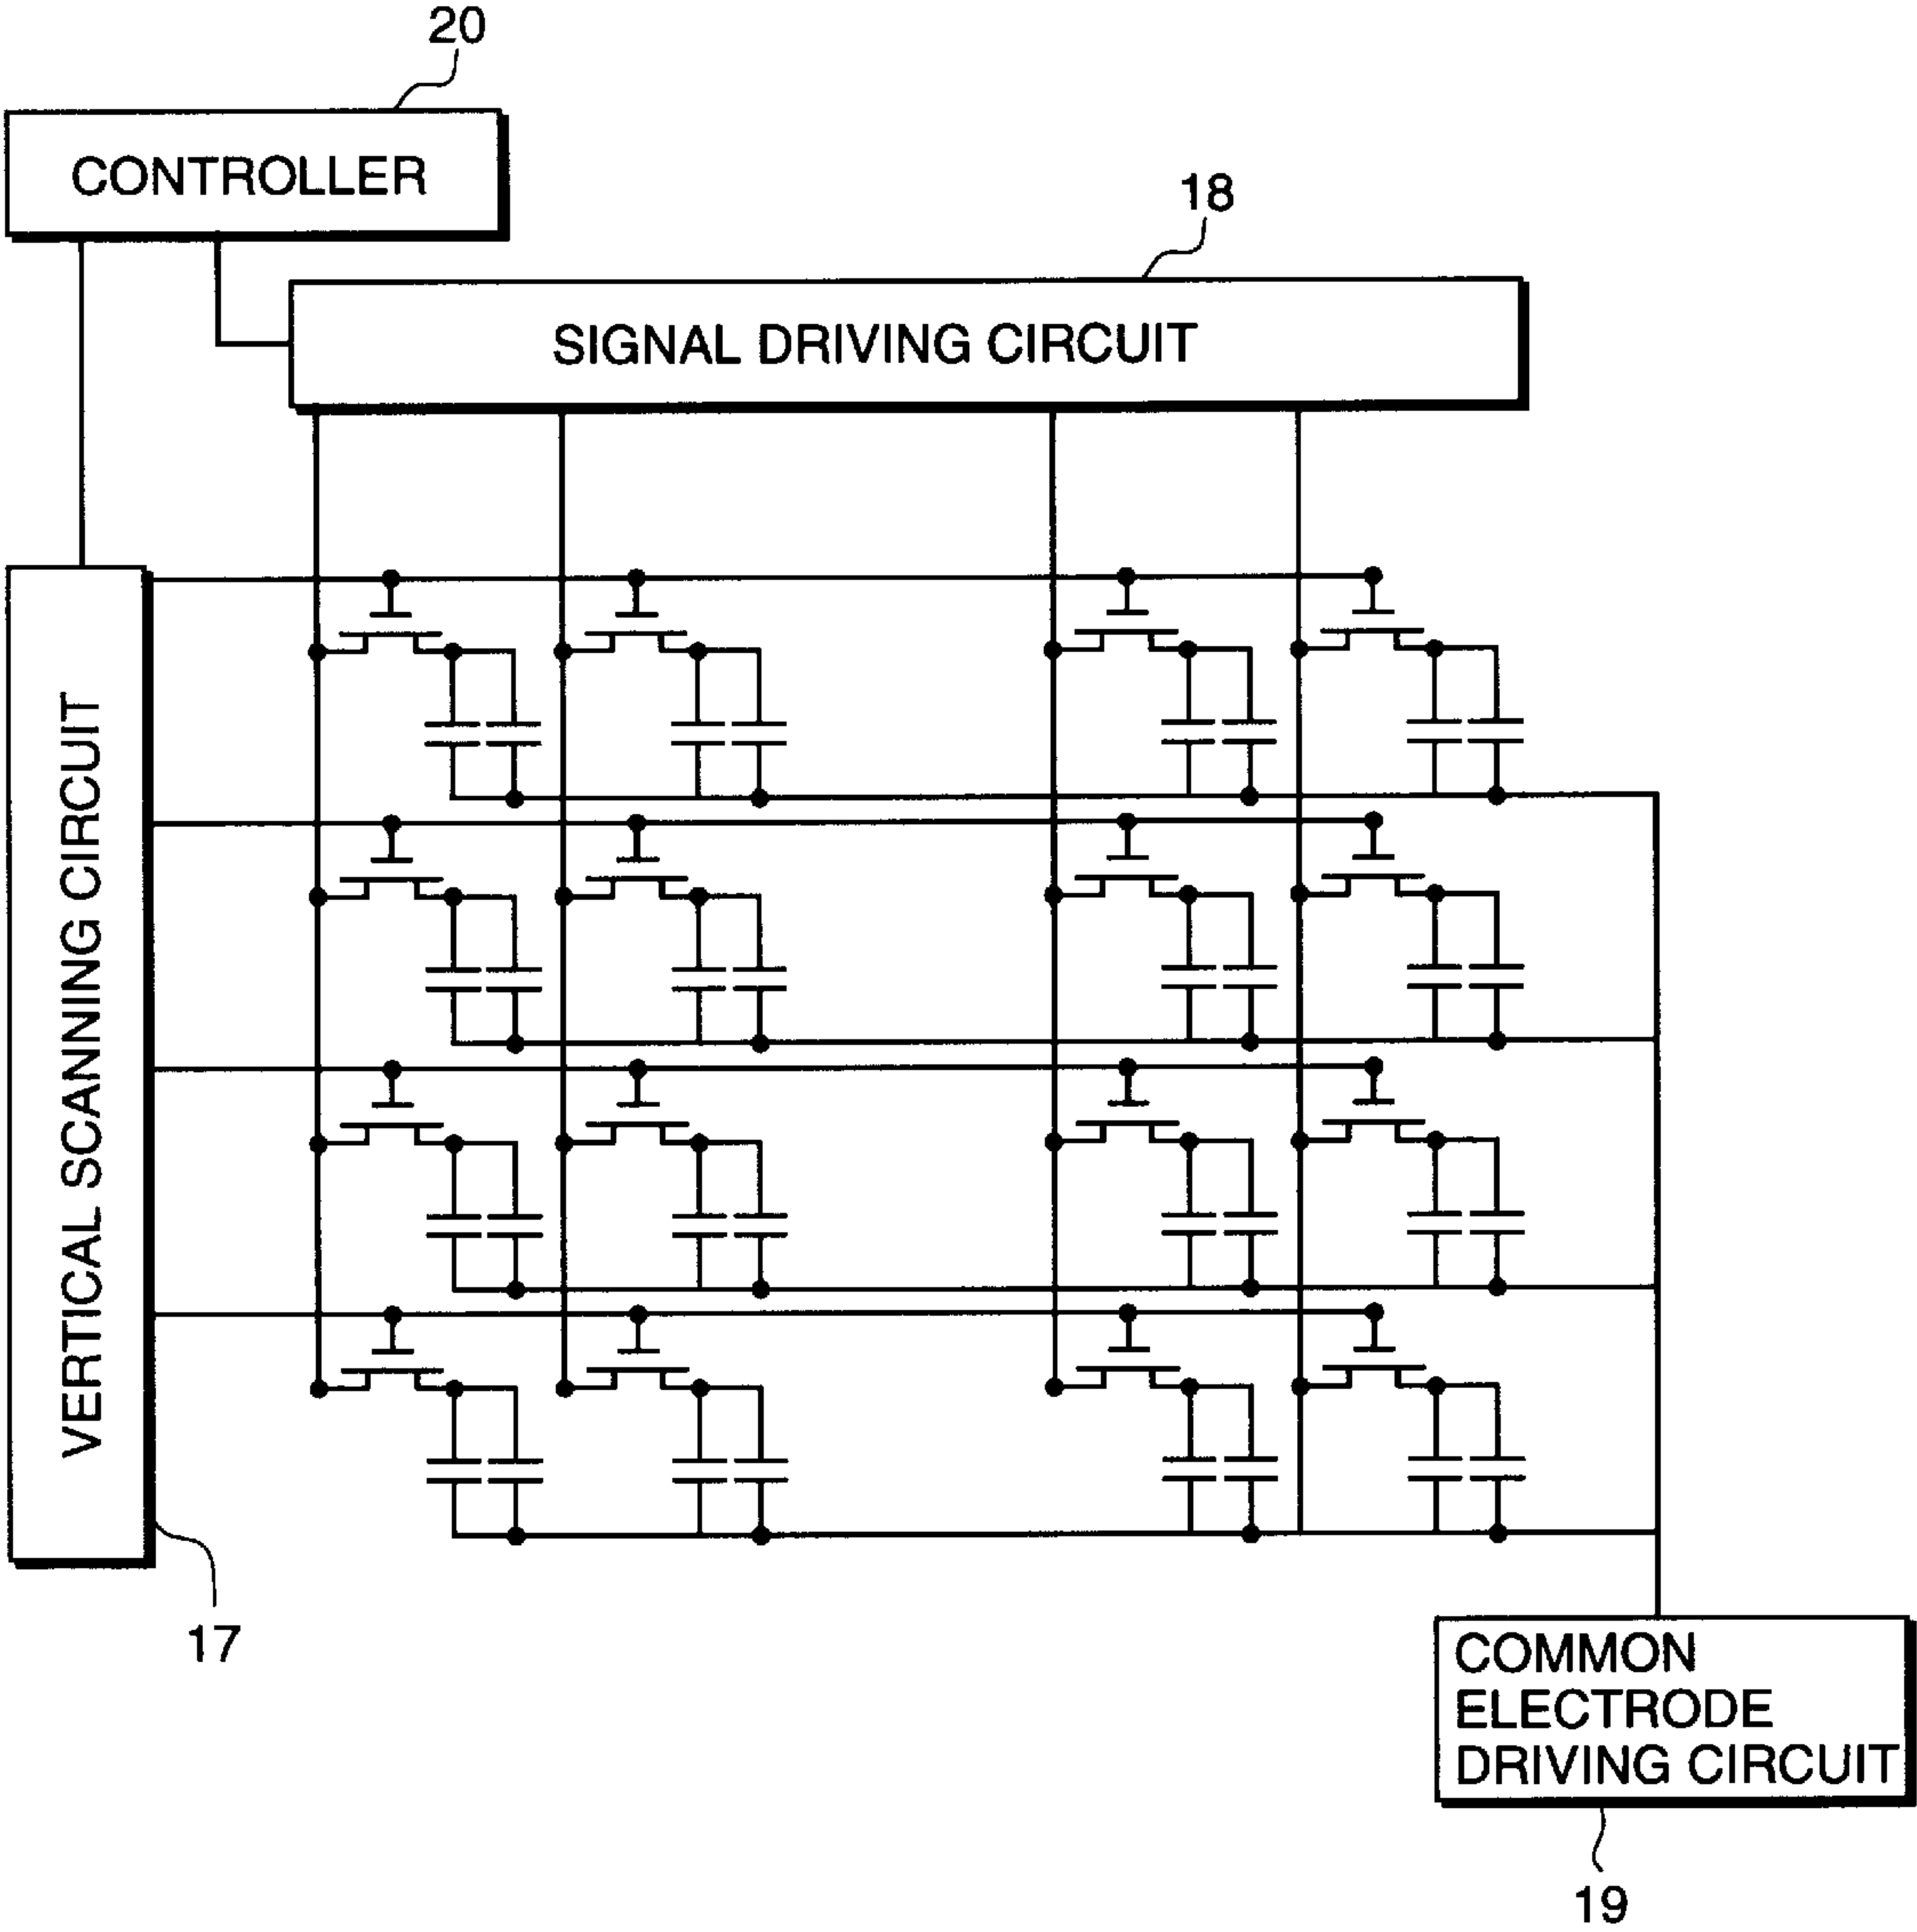 20
CONTROLLER
18
SIGNAL DRIVING CIRCUIT
VERTICAL SCANNING CIRCUIT
17
COMMON
ELECTRODE
DRIVING CIRCUIT
19